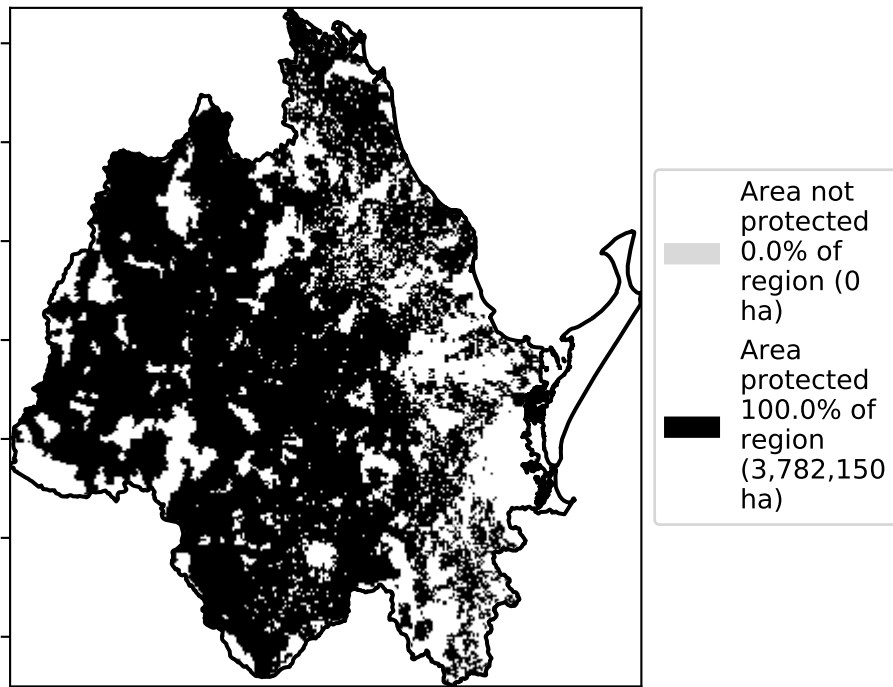 Area not
protected
0.0% of
region (0
ha)
Area
protected
100.0% of
region
(3,782,150
ha)